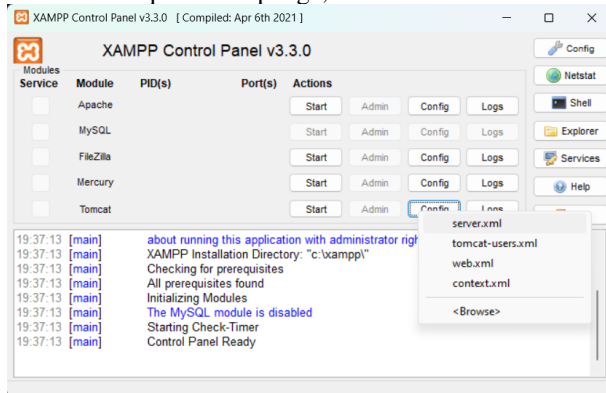 XAMPP Control Panel v3.3.0 [ Compiled: Apr 6th 2021 ]
XAMPP Control Panel v3.3.0
Config
Modules
Service Module PID(s) Port(s) Actions
Netstat
Apache Start Admin Config Logs
Shell
MySQL Start Admin Config Logs
Explorer
FileZilla Start Admin Config Logs
Services
Mercury Start Admin Config Logs
Help
Tomcat Start Admin Config Logs
server.xml
tomcat-users.xml
web.xml
context.xml
<Browse>
19:37:13 [main] about running this application with administrator righ
19:37:13 [main] XAMPP Installation Directory: "c:\xampp\"
19:37:13 [main] Checking for prerequisites
19:37:13 [main] All prerequisites found
19:37:13 [main] Initializing Modules
19:37:13 [main] The MySQL module is disabled
19:37:13 [main] Starting Check-Timer
19:37:13 [main] Control Panel Ready